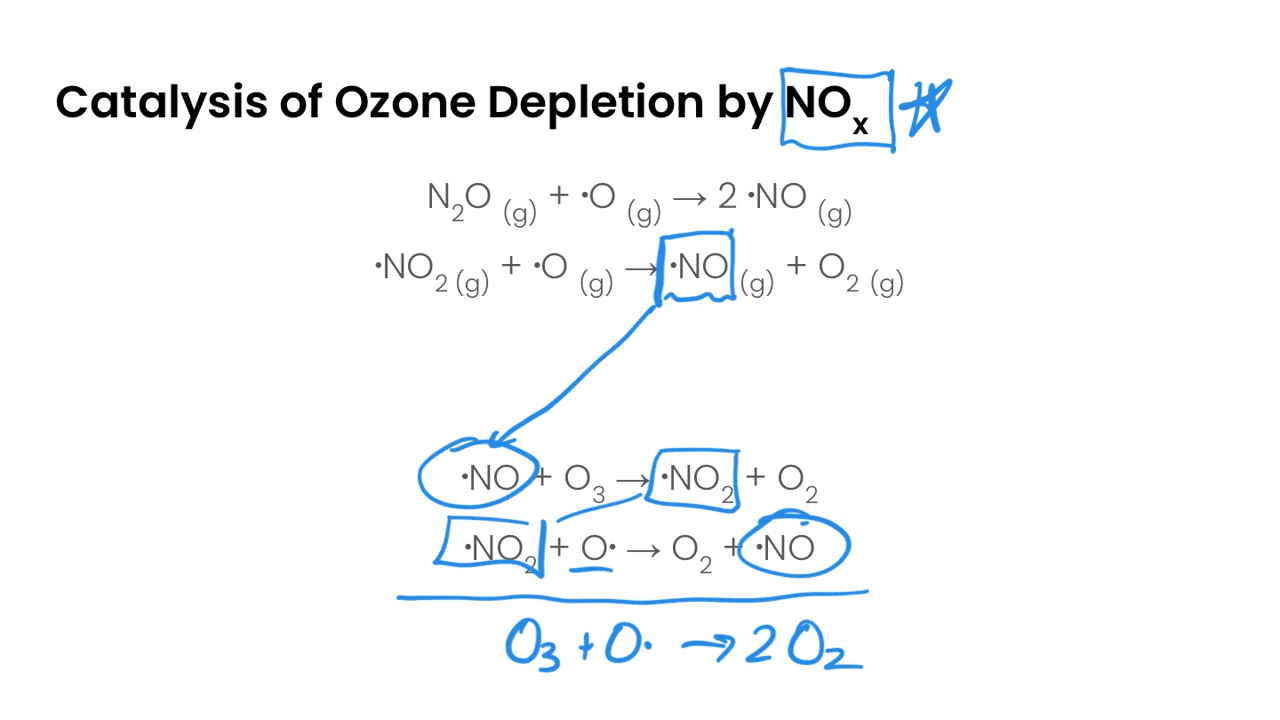 Catalysis of Ozone Depletion by NOₓ
N₂O (g) + •O (g) → 2 •NO (g)
•NO₂ (g) + •O (g) → •NO (g) + O₂ (g)
•NO + O₃ → •NO₂ + O₂
•NO₂ + O• → O₂ + •NO
O₃ + O• → 2 O₂